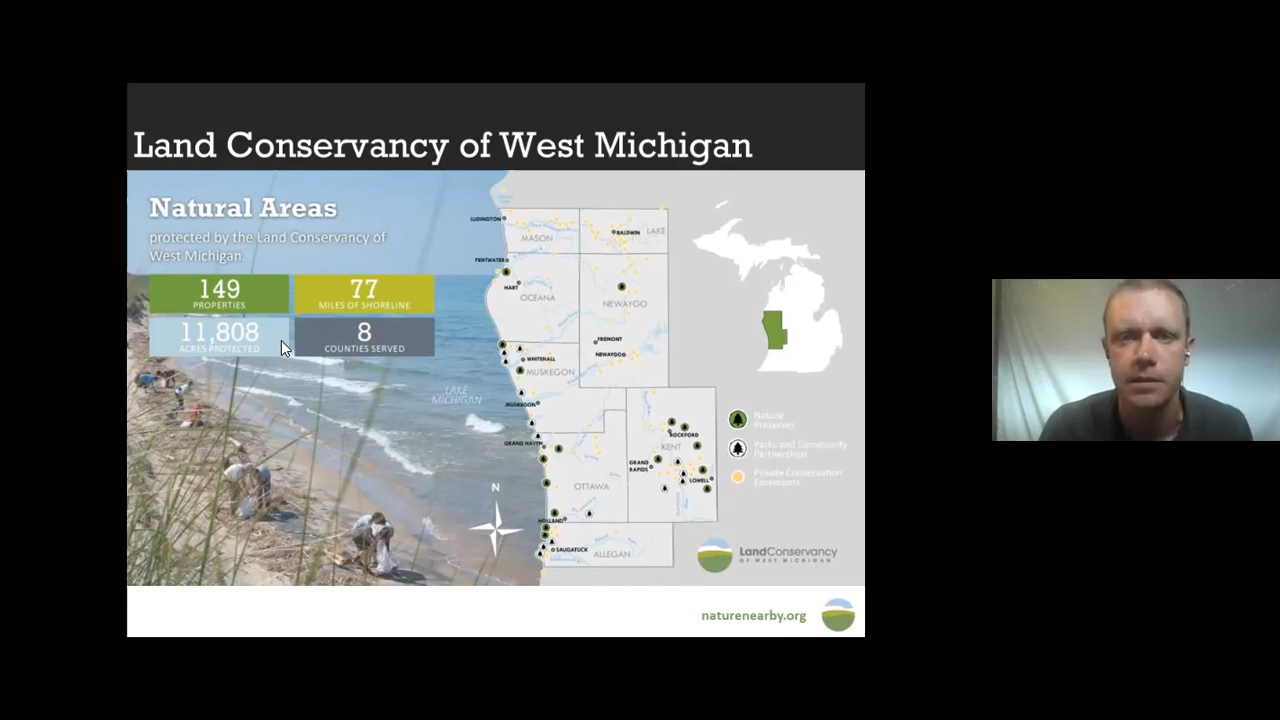 Land Conservancy of West Michigan
Natural Areas
protected by the Land Conservancy of
West Michigan.
149
PROPERTIES
77
MILES OF SHORELINE
11,808
ACRES PROTECTED
8
COUNTIES SERVED
LUDINGTON
MASON
BALDWIN
LAKE
PENTWATER
HART
OCEANA
NEWAYGO
FREMONT
NEWAYGO
WHITEHALL
MUSKEGON
LAKE
MICHIGAN
MUSKEGON
GRAND HAVEN
ROCKFORD
KENT
GRAND
RAPIDS
LOWELL
OTTAWA
N
HOLLAND
SAUGATUCK
ALLEGAN
Nature
Preserves
Parks and Community
Partnerships
Private Conservation
Easements
LandConservancy
OF WEST MICHIGAN
naturenearby.org